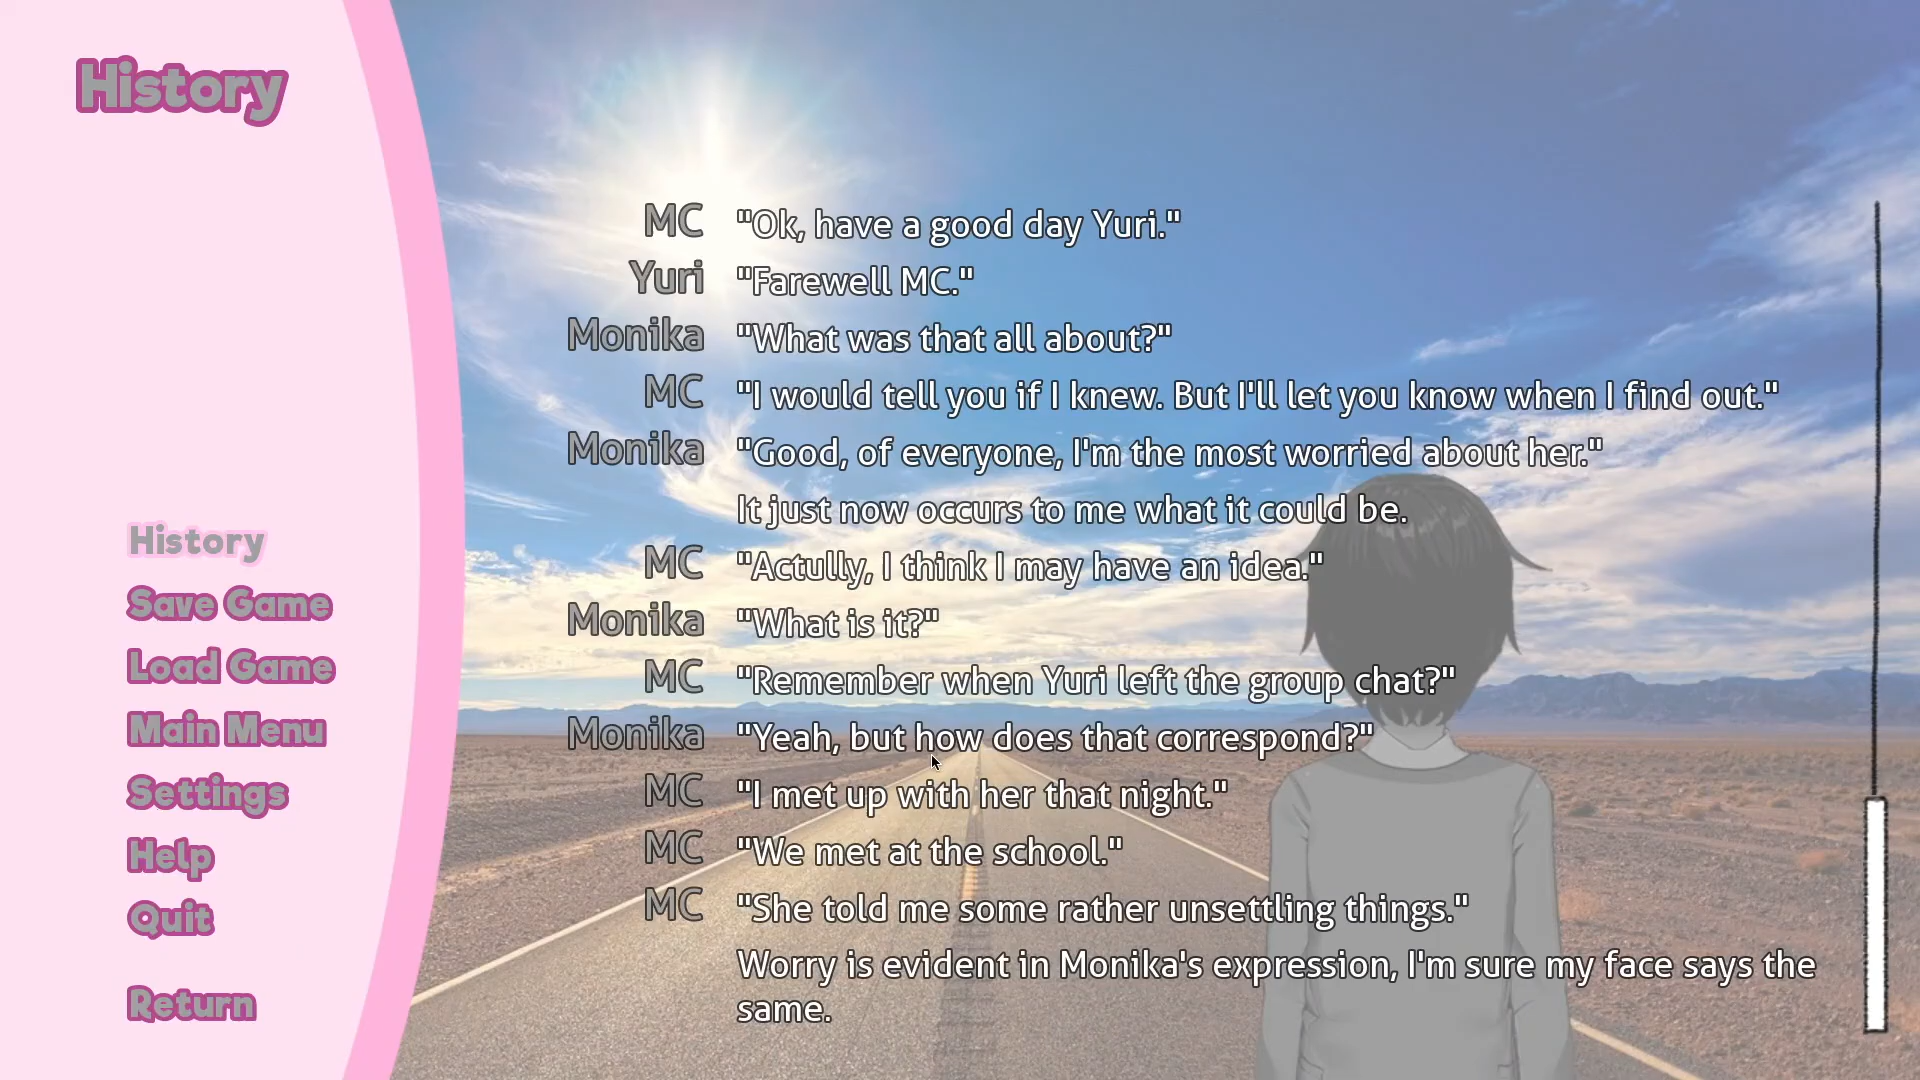 History
MC "Ok, have a good day Yuri."
Yuri "Farewell MC."
Monika "What was that all about?"
MC "I would tell you if I knew. But I'll let you know when I find out."
Monika "Good, of everyone, I'm the most worried about her."
It just now occurs to me what it could be.
MC "Actully, I think I may have an idea."
Monika "What is it?"
MC "Remember when Yuri left the group chat?"
Monika "Yeah, but how does that correspond?"
MC "I met up with her that night."
MC "We met at the school."
MC "She told me some rather unsettling things."
Worry is evident in Monika's expression, I'm sure my face says the
same.
History
Save Game
Load Game
Main Menu
Settings
Help
Quit
Return